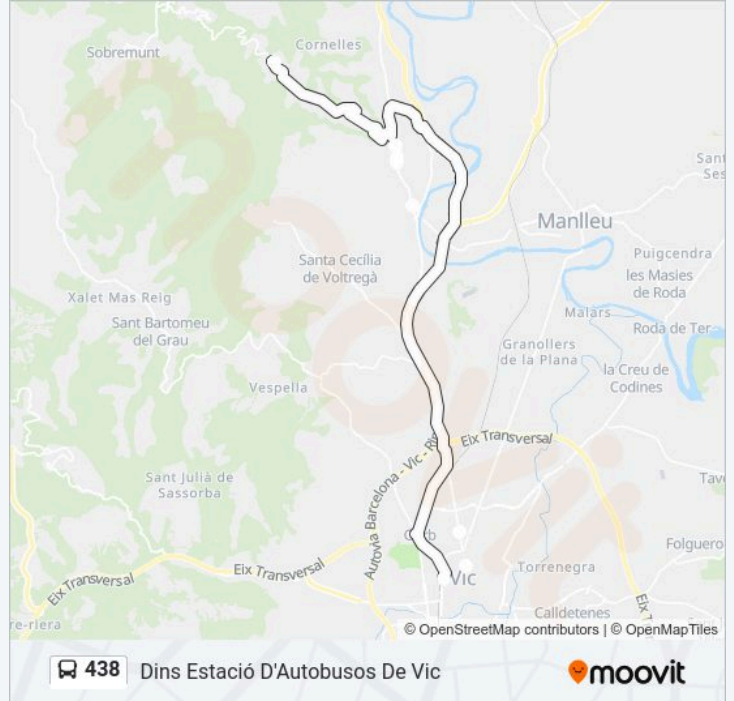 Cornelles
Sobremunt
Sant
Ses
Manlleu
Puigcendra
Santa Cecília
de Voltregà
les Masies
de Roda
Xalet Mas Reig
Malars
Sant Bartomeu
del Grau
Roda de Ter
Granollers
de la Plana
la Creu de
Codines
Vespella
Eix Transversal
Autovia Barcelona - Vic - Ri
Sant Julià de
Sassorba
Tave
Folguero
Eix Transversal
Vic
Torrenegra
Eix Transversal
Calldetenes
Eix T
re-riera
© OpenStreetMap contributors | © OpenMapTiles
438 Dins Estació D'Autobusos De Vic
moovit